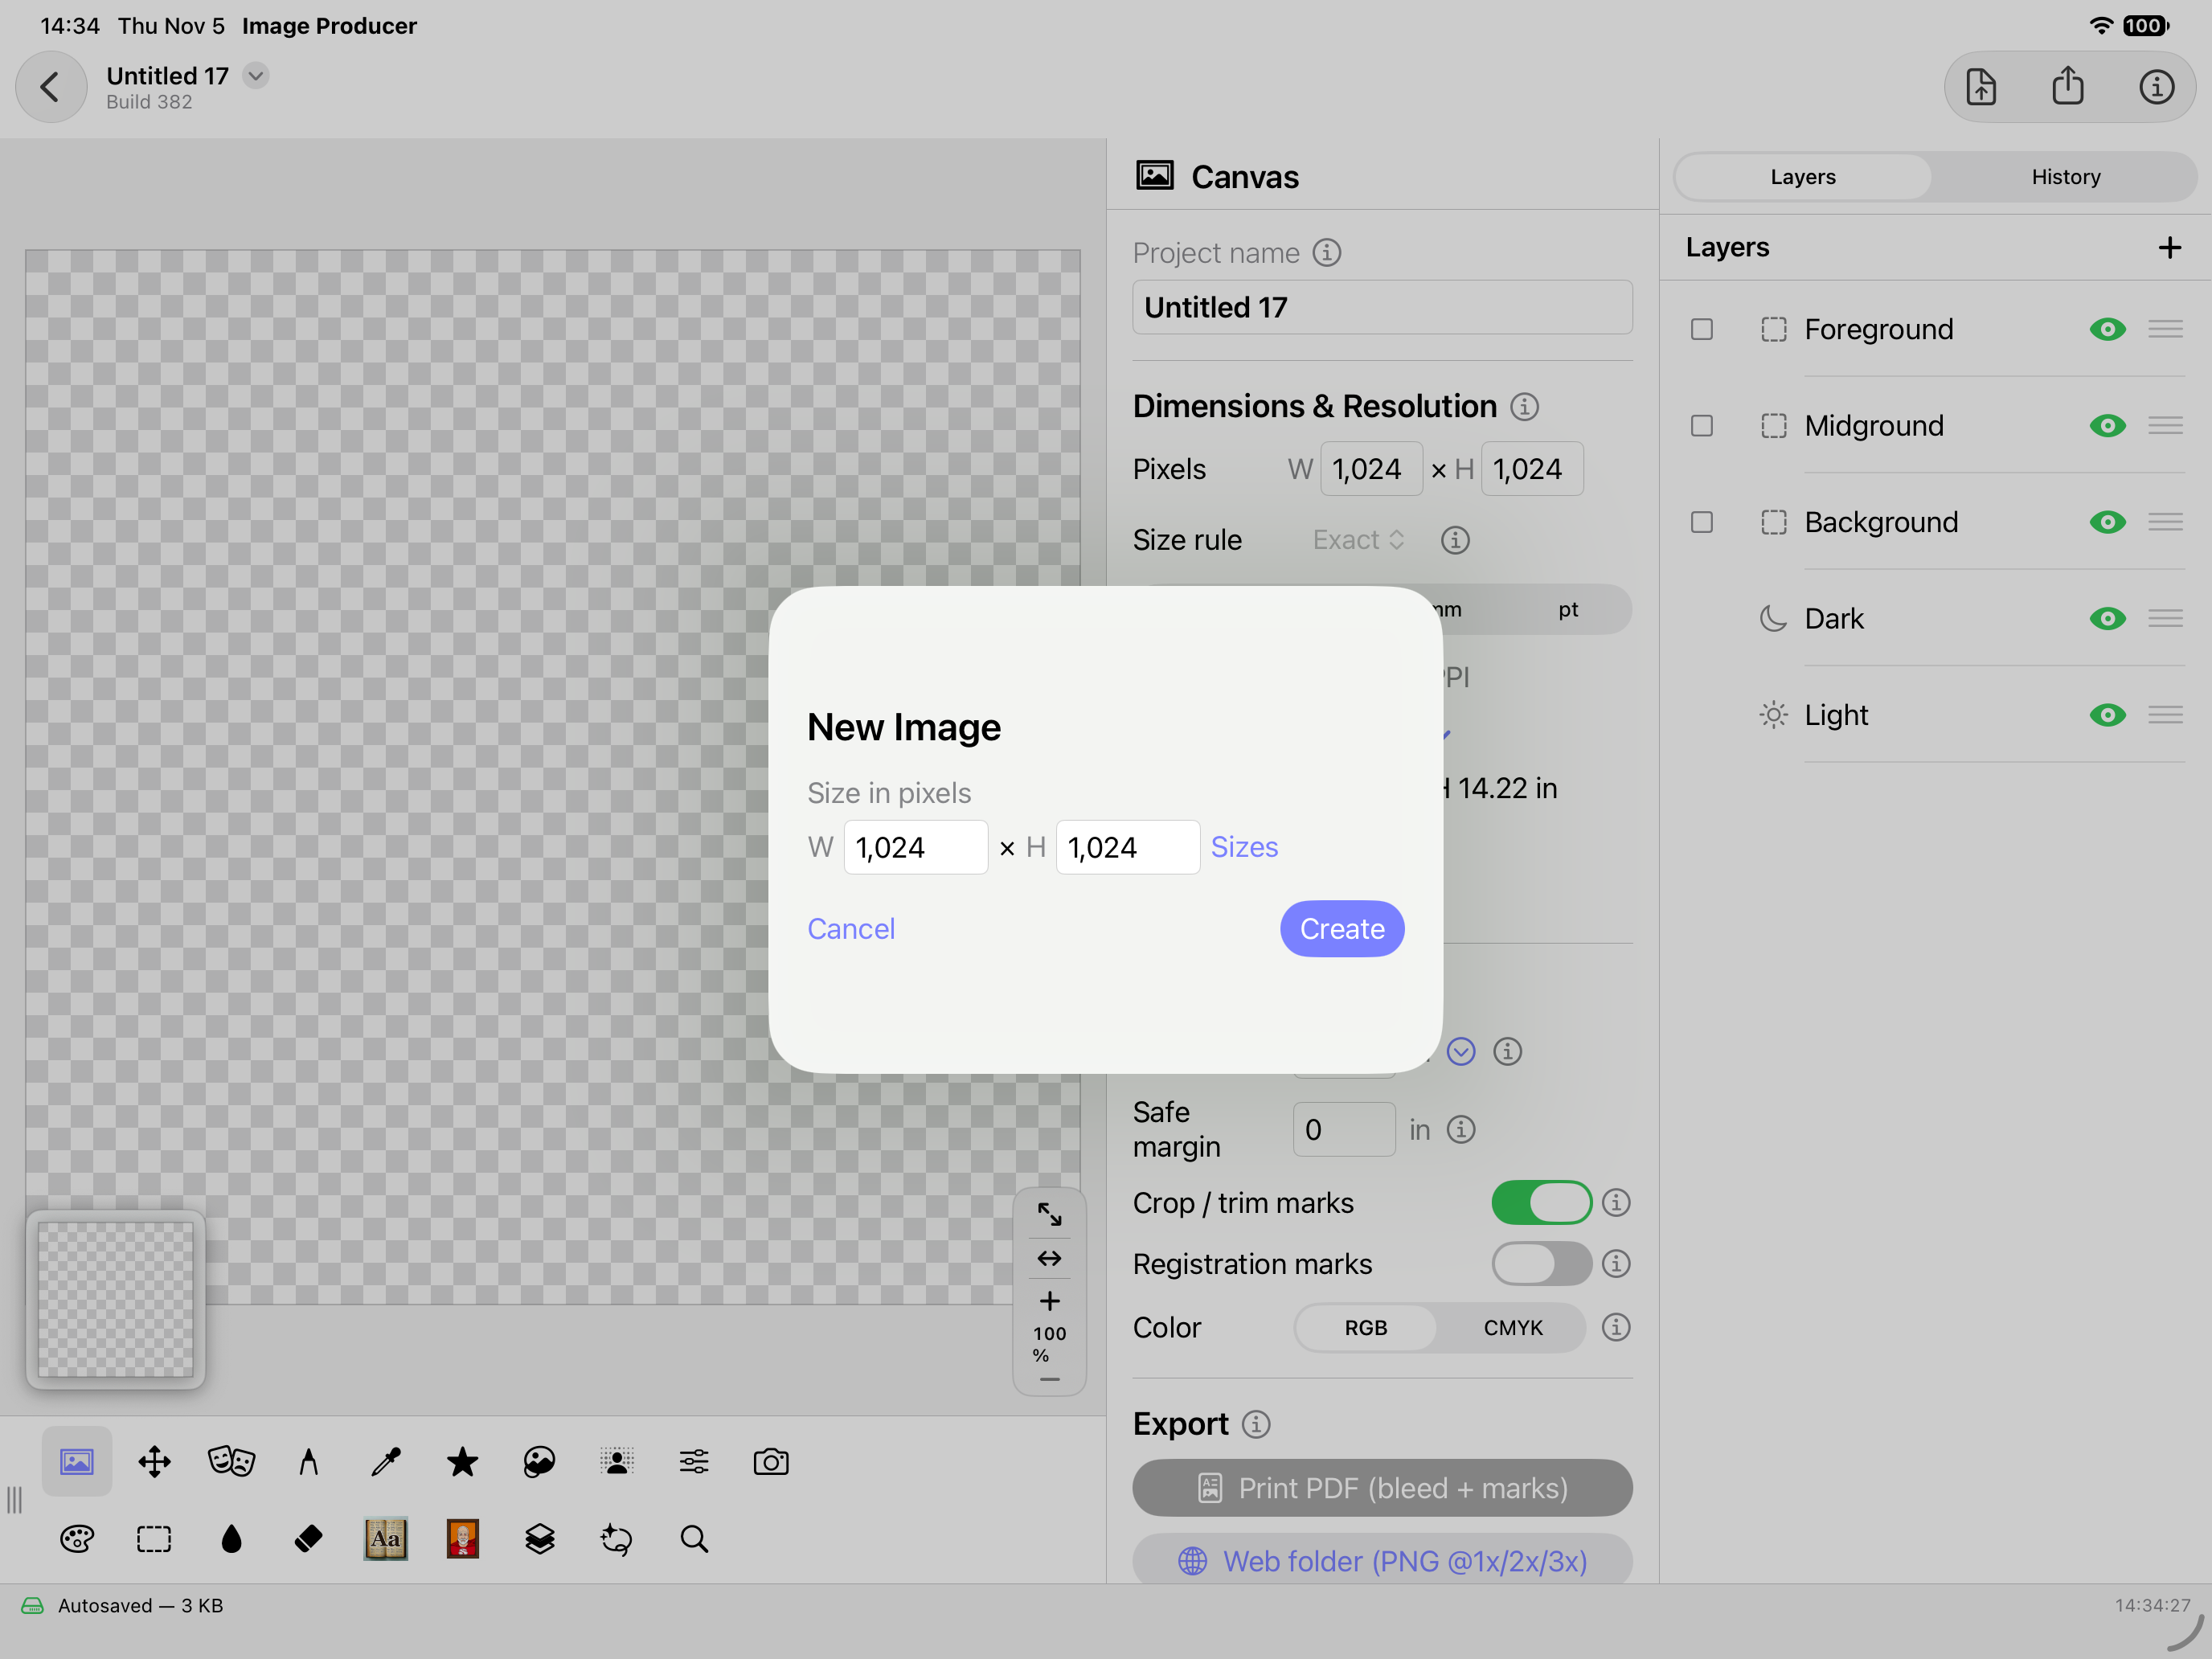 14:34 Thu Nov 5 Image Producer
100
Untitled 17
Build 382
Canvas
Project name
Untitled 17
Dimensions & Resolution
Pixels W 1,024 × H 1,024
Size rule Exact
mm pt
PPI
H 14.22 in
New Image
Size in pixels
W 1,024 × H 1,024 Sizes
Cancel Create
Safe margin 0 in
Crop / trim marks
Registration marks
Color RGB CMYK
Export
Print PDF (bleed + marks)
Web folder (PNG @1x/2x/3x)
Layers History
Layers
Foreground
Midground
Background
Dark
Light
100
%
Aa
Autosaved — 3 KB
14:34:27